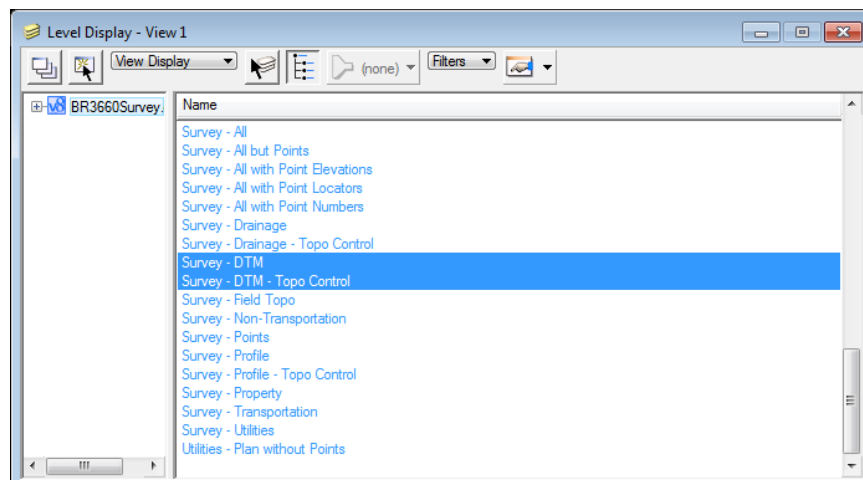 Level Display - View 1
View Display
(none)
Filters
V8 BR3660Survey.
Name
Survey - All
Survey - All but Points
Survey - All with Point Elevations
Survey - All with Point Locators
Survey - All with Point Numbers
Survey - Drainage
Survey - Drainage - Topo Control
Survey - DTM
Survey - DTM - Topo Control
Survey - Field Topo
Survey - Non-Transportation
Survey - Points
Survey - Profile
Survey - Profile - Topo Control
Survey - Property
Survey - Transportation
Survey - Utilities
Utilities - Plan without Points